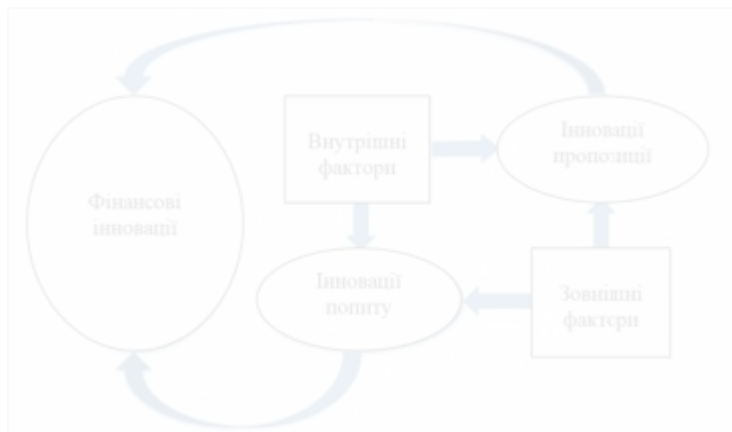 Фінансові
інновації
Внутрішні
фактори
Інновації
пропозиції
Інновації
попиту
Зовнішні
фактори